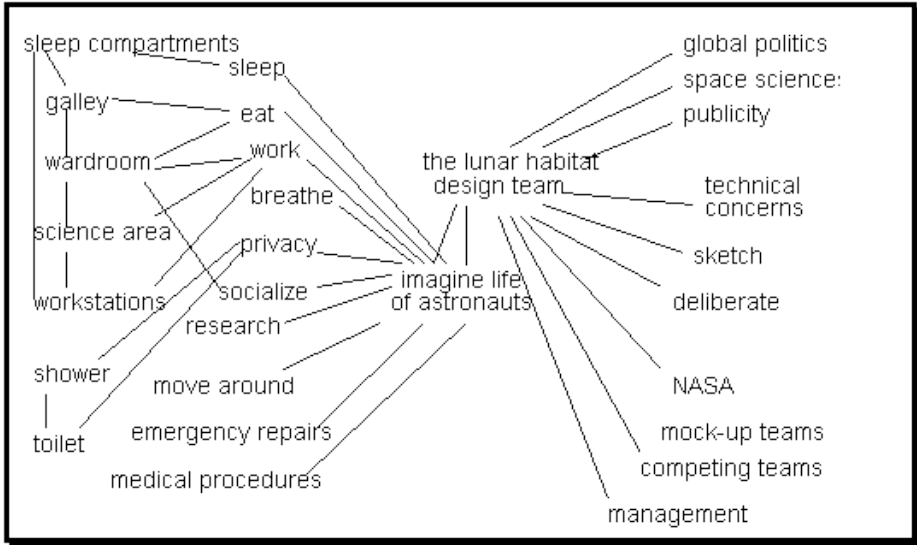 sleep compartments
sleep
galley
eat
wardroom
work
breathe
science area
privacy
workstations
socialize
research
shower
move around
toilet
emergency repairs
medical procedures
imagine life
of astronauts
the lunar habitat
design team
global politics
space science:
publicity
technical
concerns
sketch
deliberate
NASA
mock-up teams
competing teams
management